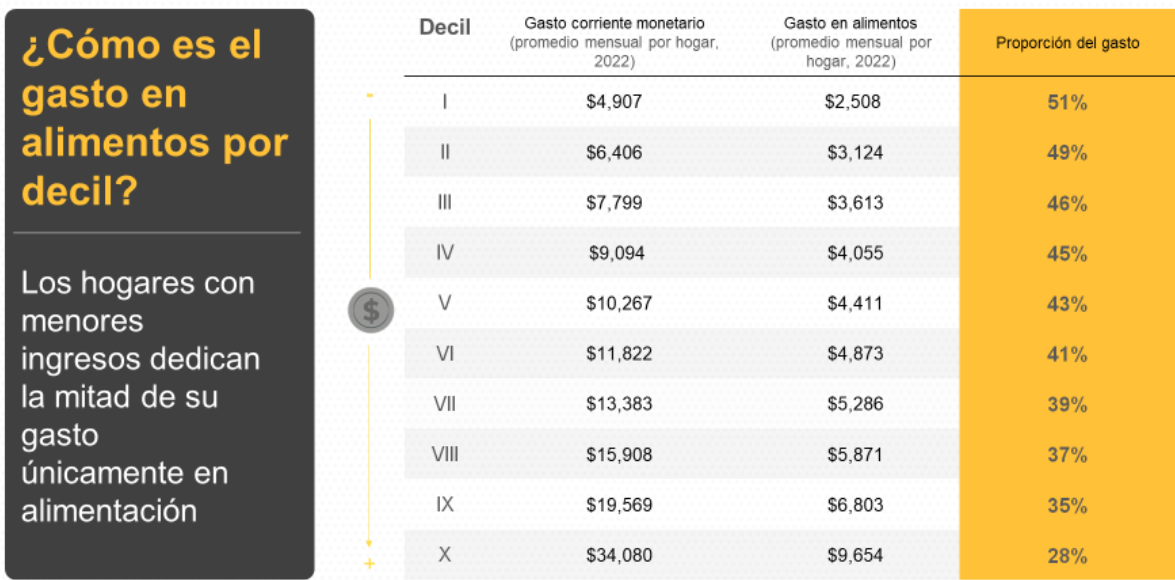 ¿Cómo es el
gasto en
alimentos por
decil?
Los hogares con
menores
ingresos dedican
la mitad de su
gasto
únicamente en
alimentación
-
$
+
Decil
Gasto corriente monetario
(promedio mensual por hogar,
2022)
Gasto en alimentos
(promedio mensual por
hogar, 2022)
Proporción del gasto
I $4,907 $2,508 51%
II $6,406 $3,124 49%
III $7,799 $3,613 46%
IV $9,094 $4,055 45%
V $10,267 $4,411 43%
VI $11,822 $4,873 41%
VII $13,383 $5,286 39%
VIII $15,908 $5,871 37%
IX $19,569 $6,803 35%
X $34,080 $9,654 28%